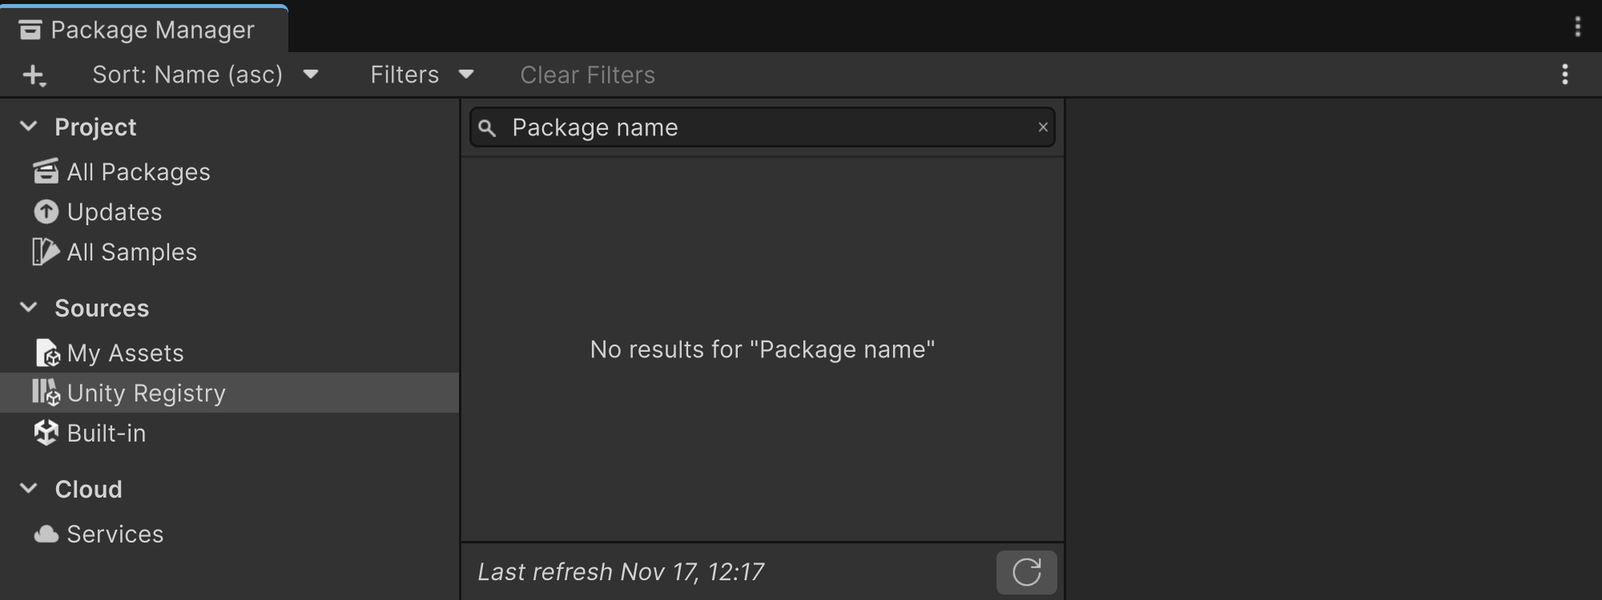 Package Manager
Sort: Name (asc) Filters Clear Filters
Project
All Packages
Updates
All Samples
Sources
My Assets
Unity Registry
Built-in
Cloud
Services
Package name
No results for "Package name"
Last refresh Nov 17, 12:17